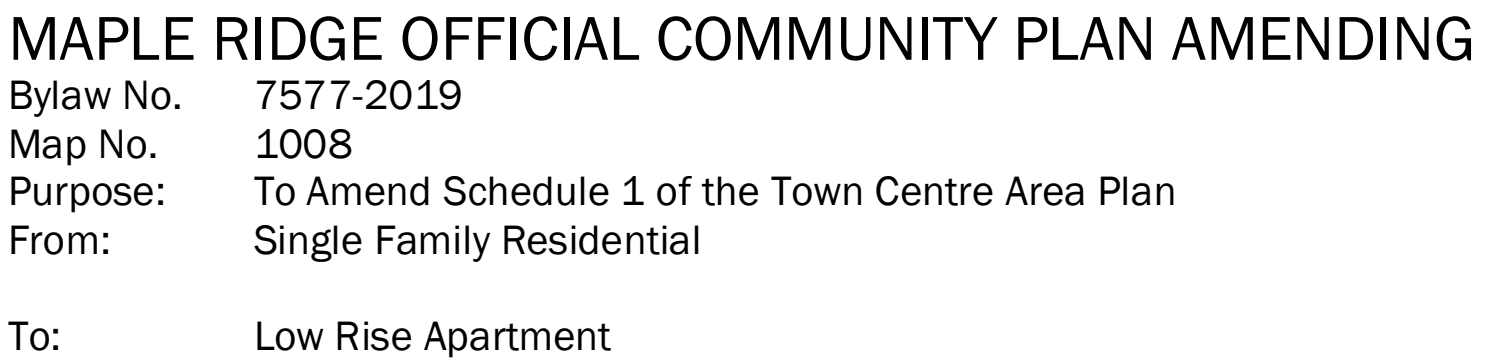 MAPLE RIDGE OFFICIAL COMMUNITY PLAN AMENDING
Bylaw No. 7577-2019
Map No. 1008
Purpose: To Amend Schedule 1 of the Town Centre Area Plan
From: Single Family Residential
To: Low Rise Apartment